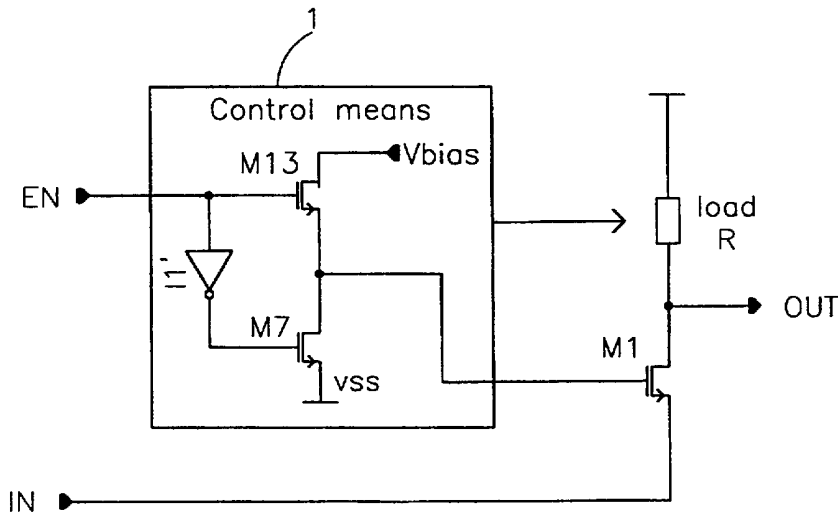 1
Control means
M13
Vbias
EN
load
R
I1'
M7
OUT
M1
vss
IN